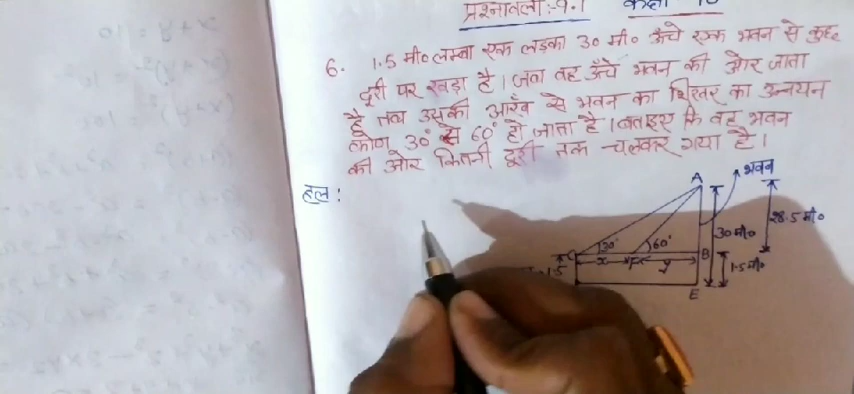 प्रश्नावली:-9.1 कक्षा 10
6. 1.5 मी० लम्बा एक लड़का 30 मी० ऊँचे एक भवन से कुछ
दूरी पर खड़ा है। जब वह ऊँचे भवन की ओर जाता
है तब उसकी आँख से भवन का शिखर का उन्नयन
कोण 30° से 60° हो जाता है। बताइए कि वह भवन
की ओर कितनी दूरी तक चलकर गया है।
हल:
A भवन
30° 60° 30 मी० 28.5 मी०
C x F y B 1.5 मी०
1.5
E